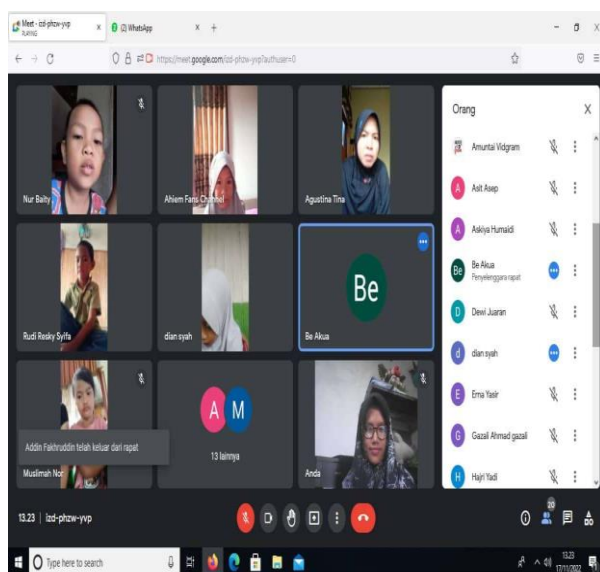 Meet - izd-phzw-yvp
PLAYING
(2) WhatsApp
https://meet.google.com/izd-phzw-yvp?authuser=0
Nur Baity
Ahiem Fans Channel
Agustina Tina
Rudi Resky Syifa
dian syah
Be
Be Akua
Addin Fakhruddin telah keluar dari rapat
Muslimah Nor
A M
13 lainnya
Anda
Orang
Amuntai Vidgram
A
Asit Asep
A
Askiya Humaidi
Be
Be Akua
Penyelenggara rapat
D
Dewi Juaran
d
dian syah
E
Ema Yasir
G
Gazali Ahmad gazali
H
Hajri Yadi
13.23 | izd-phzw-yvp
20
Type here to search
13.23
17/11/2022